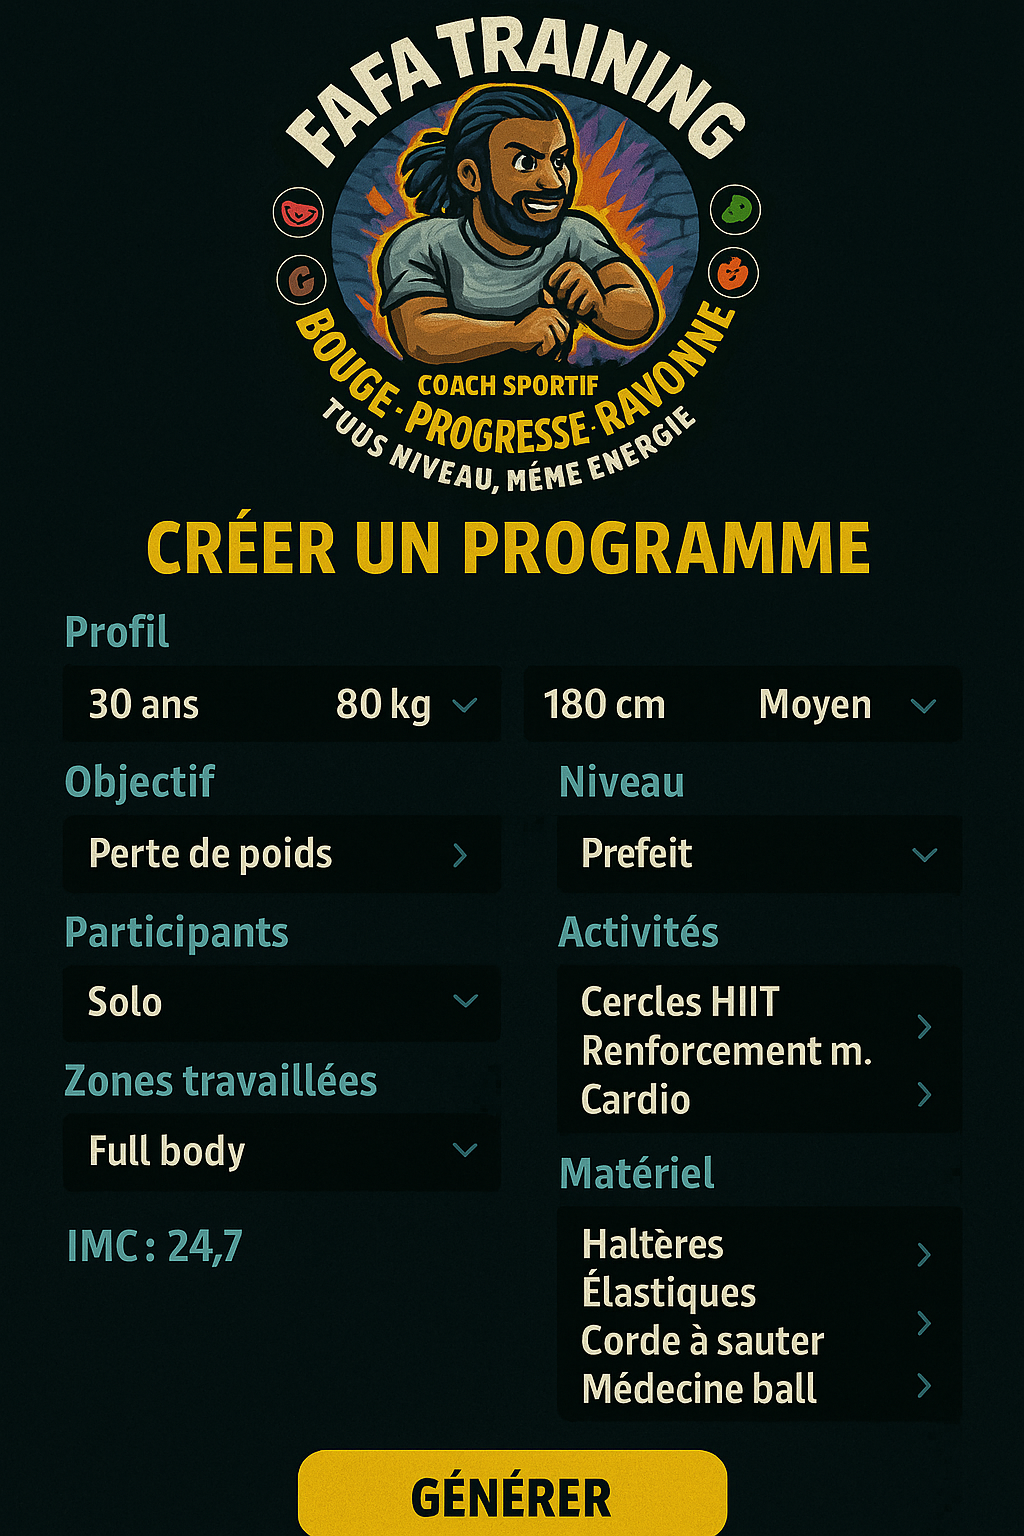 FAFA TRAINING
G
COACH SPORTIF
BOUGE · PROGRESSE · RAVONNE
TUUS NIVEAU, MÉME ENERGIE
CRÉER UN PROGRAMME
Profil
30 ans 80 kg 180 cm Moyen
Objectif Niveau
Perte de poids Prefeit
Participants Activités
Solo Cercles HIIT
Renforcement m.
Cardio
Zones travaillées
Full body
Matériel
IMC : 24,7 Haltères
Élastiques
Corde à sauter
Médecine ball
GÉNÉRER